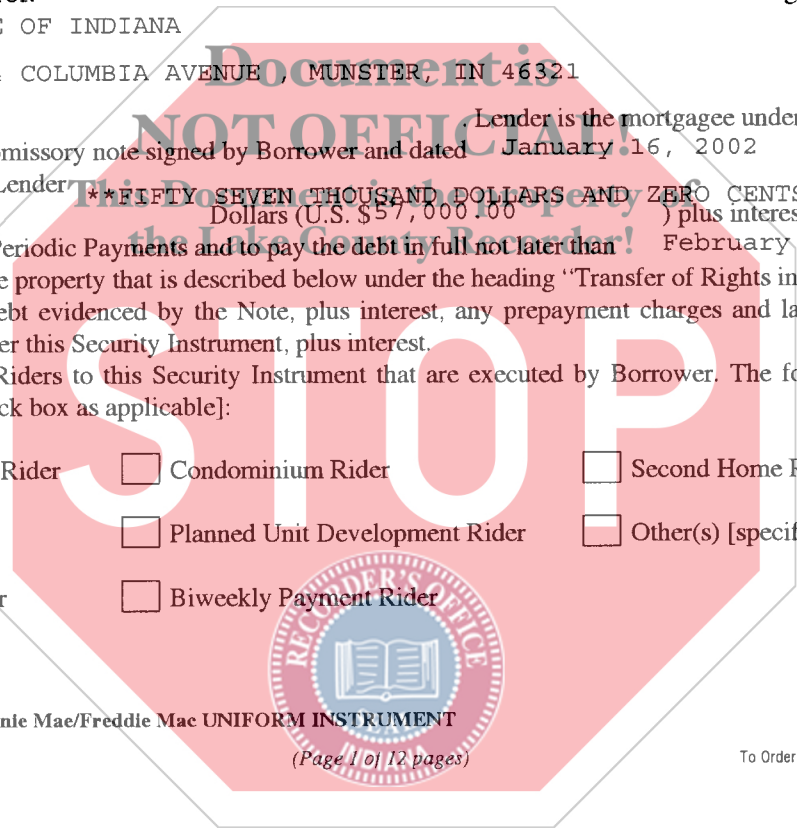 E OF INDIANA
COLUMBIA AVENUE , MUNSTER, IN 46321
Document is
NOT OFFICIAL!
. Lender is the mortgagee under
missory note signed by Borrower and dated January 16, 2002
Lender **FIFTY SEVEN THOUSAND DOLLARS AND ZERO CENTS
This Document is the property of
Dollars (U.S. $57,000.00 ) plus interes
Periodic Payments and to pay the debt in full not later than February
the Lake County Recorder!
e property that is described below under the heading “Transfer of Rights in
ebt evidenced by the Note, plus interest, any prepayment charges and la
er this Security Instrument, plus interest.
Riders to this Security Instrument that are executed by Borrower. The fo
ck box as applicable]:
STOP
Rider Condominium Rider Second Home R
Planned Unit Development Rider Other(s) [specif
r Biweekly Payment Rider
RECORDER'S OFFICE
SEAL
INDIANA
nie Mae/Freddie Mac UNIFORM INSTRUMENT
(Page 1 of 12 pages)
To Order